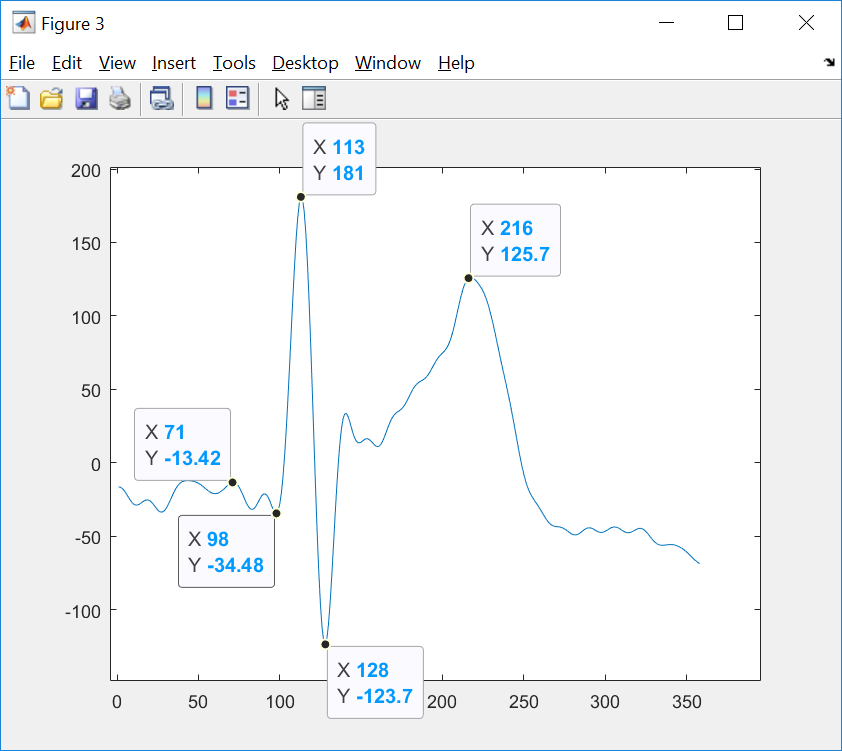 Figure 3
File Edit View Insert Tools Desktop Window Help
X 113
Y 181
X 216
Y 125.7
X 71
Y -13.42
X 98
Y -34.48
X 128
Y -123.7
200
150
100
50
0
-50
-100
0 50 100 200 250 300 350